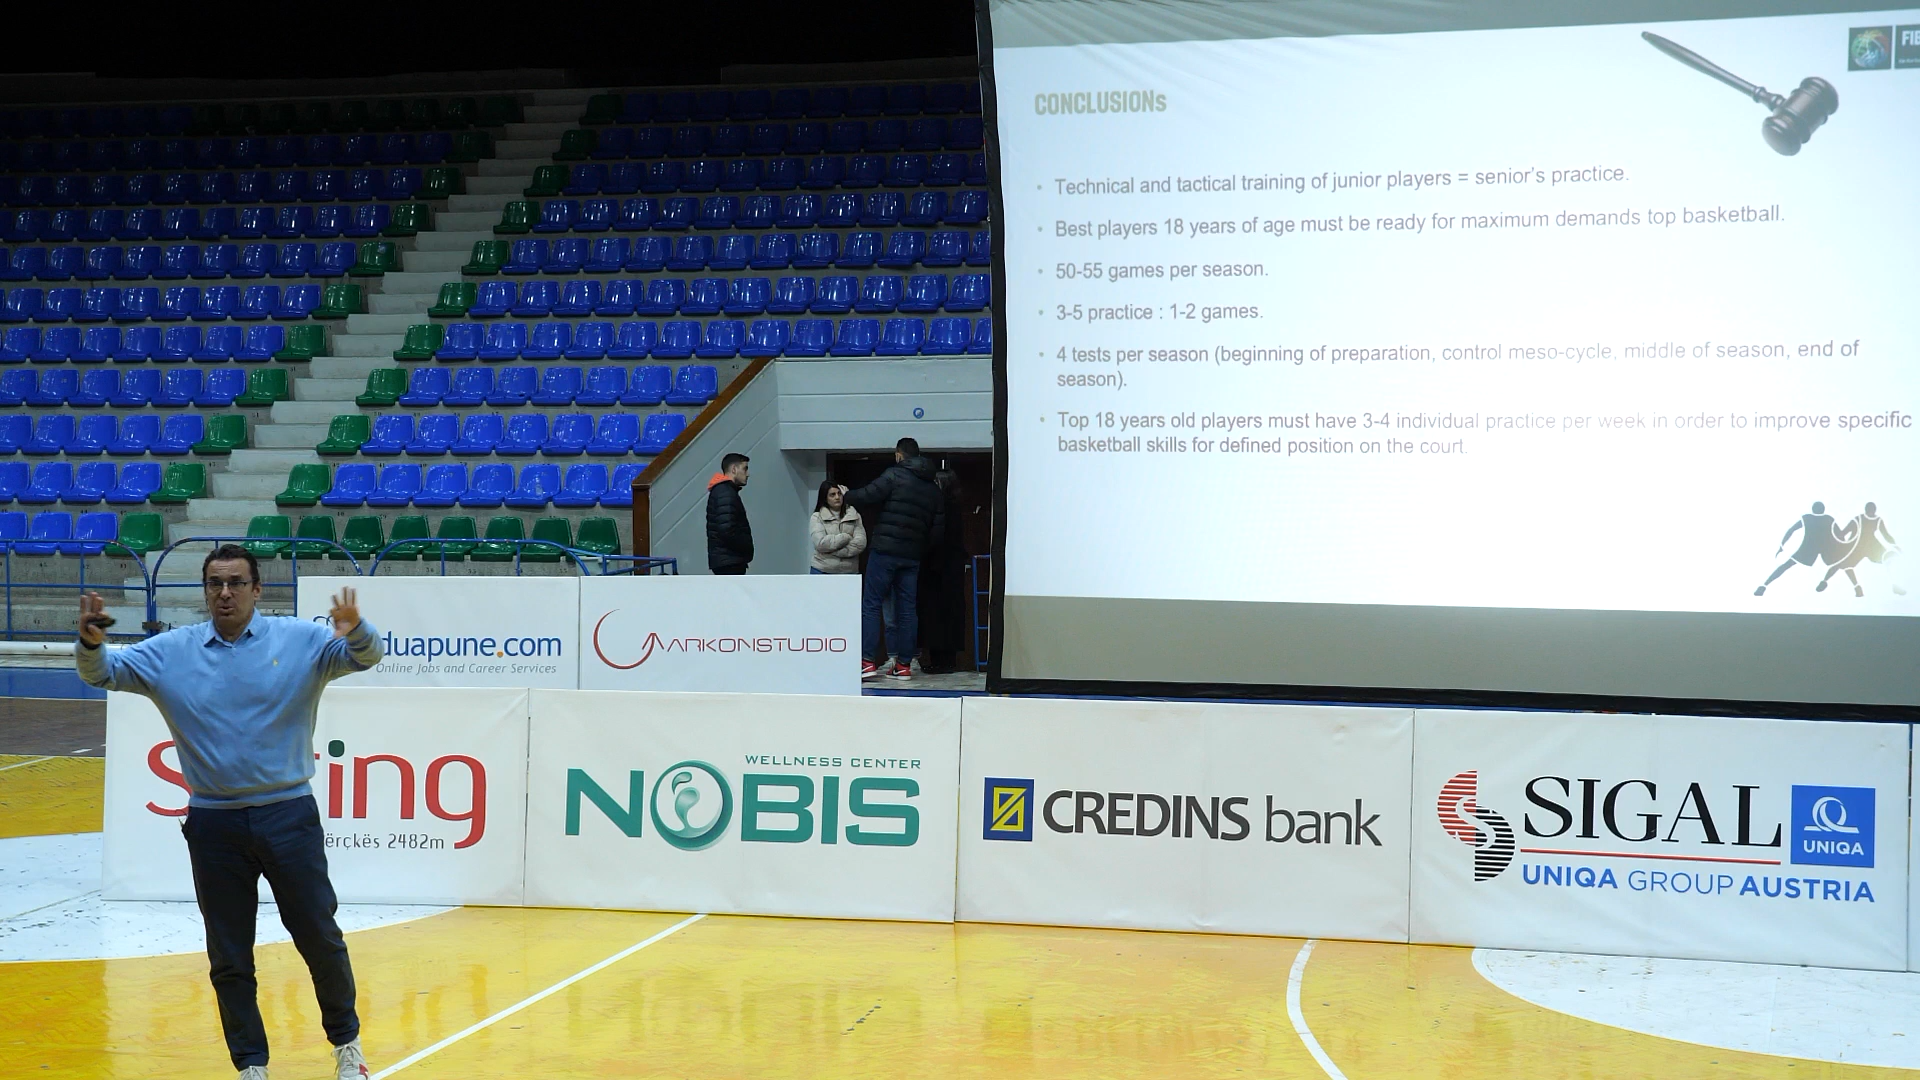 FIB
CONCLUSIONs
• Technical and tactical training of junior players = senior's practice.
• Best players 18 years of age must be ready for maximum demands top basketball.
• 50-55 games per season.
• 3-5 practice : 1-2 games.
• 4 tests per season (beginning of preparation, control meso-cycle, middle of season, end of
season).
• Top 18 years old players must have 3-4 individual practice per week in order to improve specific
basketball skills for defined position on the court.
duapune.com
Online Jobs and Career Services
MARKONSTUDIO
S ing
ërçkës 2482m
WELLNESS CENTER
NOBIS
CREDINS bank
SIGAL
UNIQA
UNIQA GROUP AUSTRIA